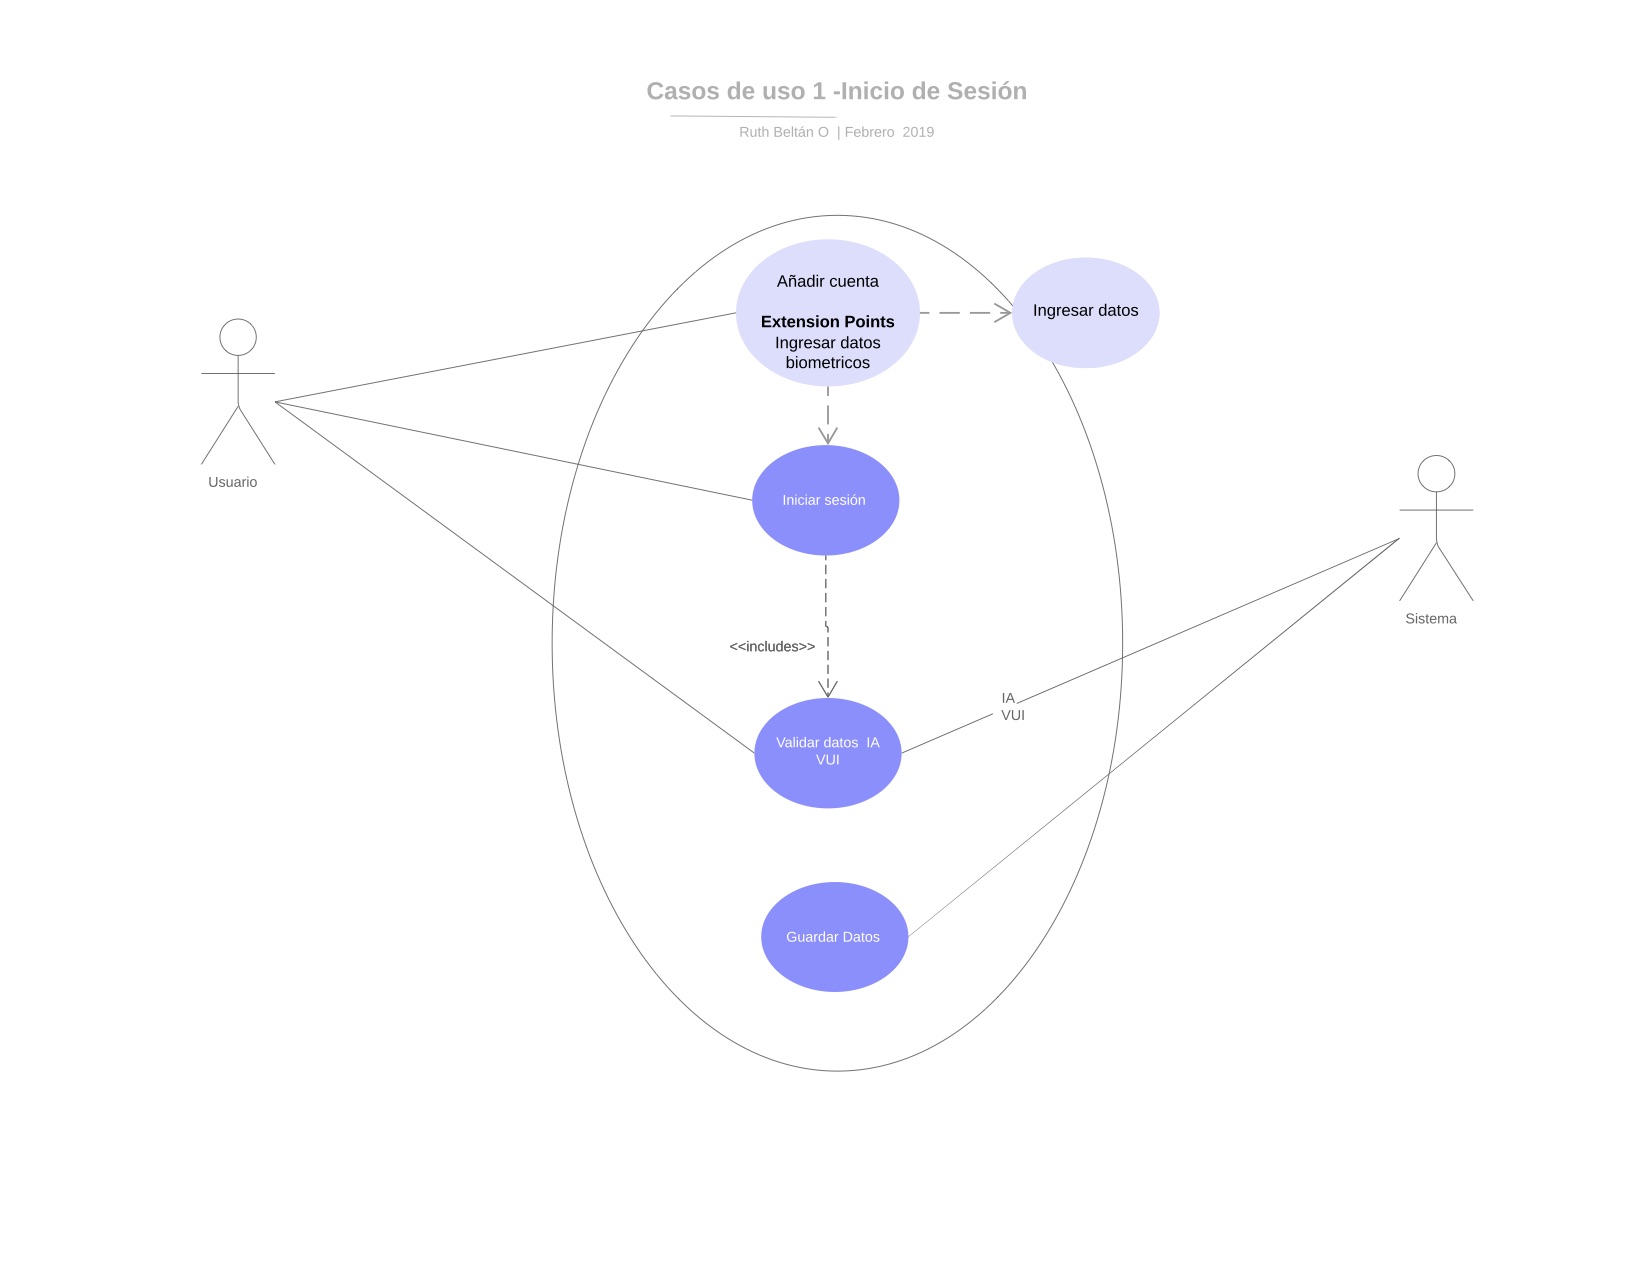 Casos de uso 1 -Inicio de Sesión
Ruth Beltán O | Febrero 2019
Añadir cuenta
Extension Points
Ingresar datos
biometricos
Ingresar datos
Usuario
Iniciar sesión
Sistema
<<includes>>
IA
VUI
Validar datos IA
VUI
Guardar Datos